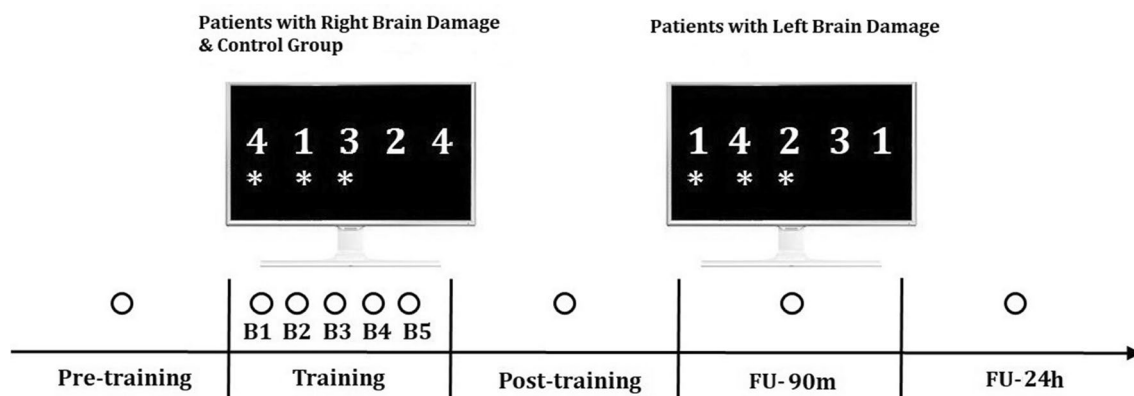 Patients with Right Brain Damage
& Control Group
Patients with Left Brain Damage
4 1 3 2 4
* * *
1 4 2 3 1
* * *
B1 B2 B3 B4 B5
Pre-training Training Post-training FU-90m FU-24h